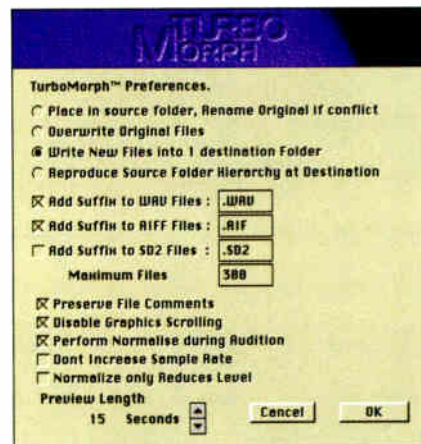 TURBO
MORPH
TurboMorph™ Preferences.
Place in source folder, Rename Original if conflict
Overwrite Original Files
Write New Files into 1 destination Folder
Reproduce Source Folder Hierarchy at Destination
Add Suffix to WAV Files : .WAV
Add Suffix to AIFF Files : .AIF
Add Suffix to SD2 Files : .SD2
Maximum Files 300
Preserve File Comments
Disable Graphics Scrolling
Perform Normalise during Audition
Dont Increase Sample Rate
Normalize only Reduces Level
Preview Length
15 Seconds Cancel OK